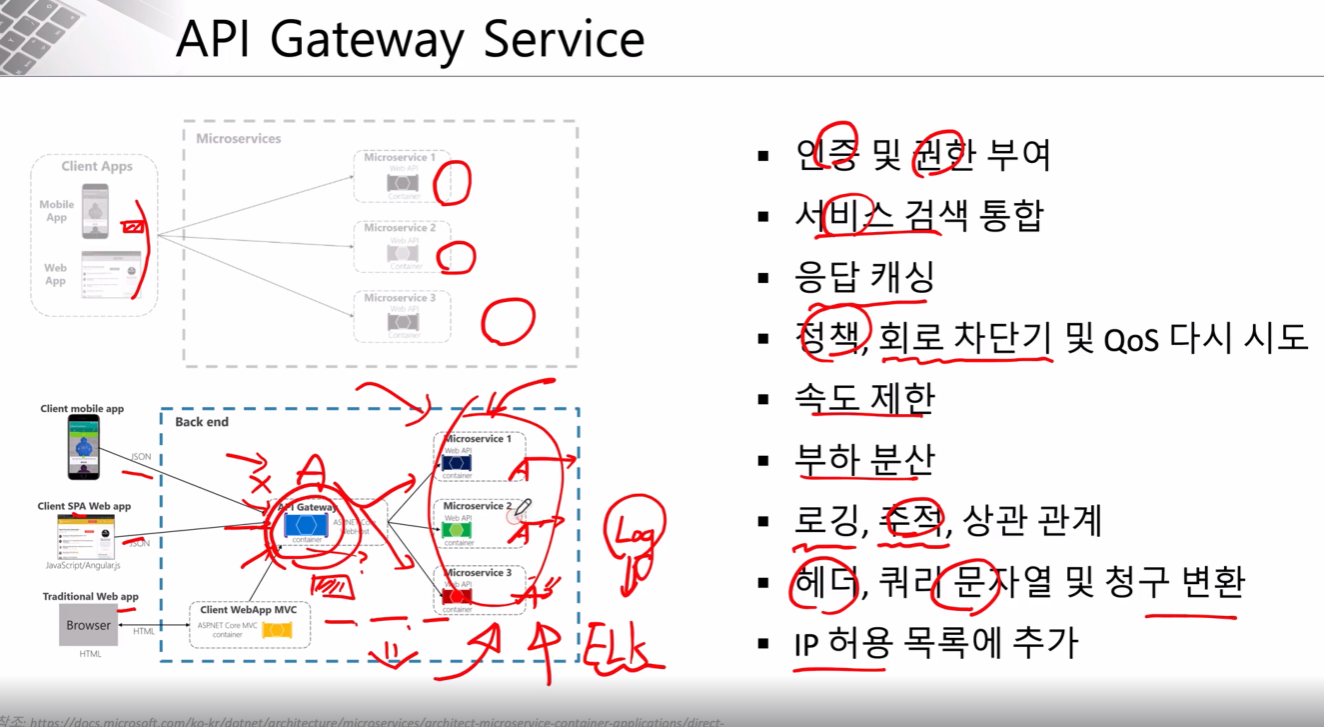 API Gateway Service
Microservices
Client Apps
Mobile
App
Web
App
Microservice 1
Web API
Container
Microservice 2
Web API
Container
Microservice 3
Web API
Container
Client mobile app
JSON
Client SPA Web app
JSON
JavaScript/Angular.js
Traditional Web app
Browser
HTML
HTML
Back end
A
API Gateway
container
?
Client WebApp MVC
ASP.NET Core MVC
container
Microservice 1
Web API
container
A
Microservice 2
Web API
container
A
Microservice 3
Web API
container
A"
Log
ELK
▪ 인증 및 권한 부여
▪ 서비스 검색 통합
▪ 응답 캐싱
▪ 정책, 회로 차단기 및 QoS 다시 시도
▪ 속도 제한
▪ 부하 분산
▪ 로깅, 추적, 상관 관계
▪ 헤더, 쿼리 문자열 및 청구 변환
▪ IP 허용 목록에 추가
https://docs.microsoft.com/ko-kr/dotnet/architecture/microservices/architect-microservice-container-applications/direct-